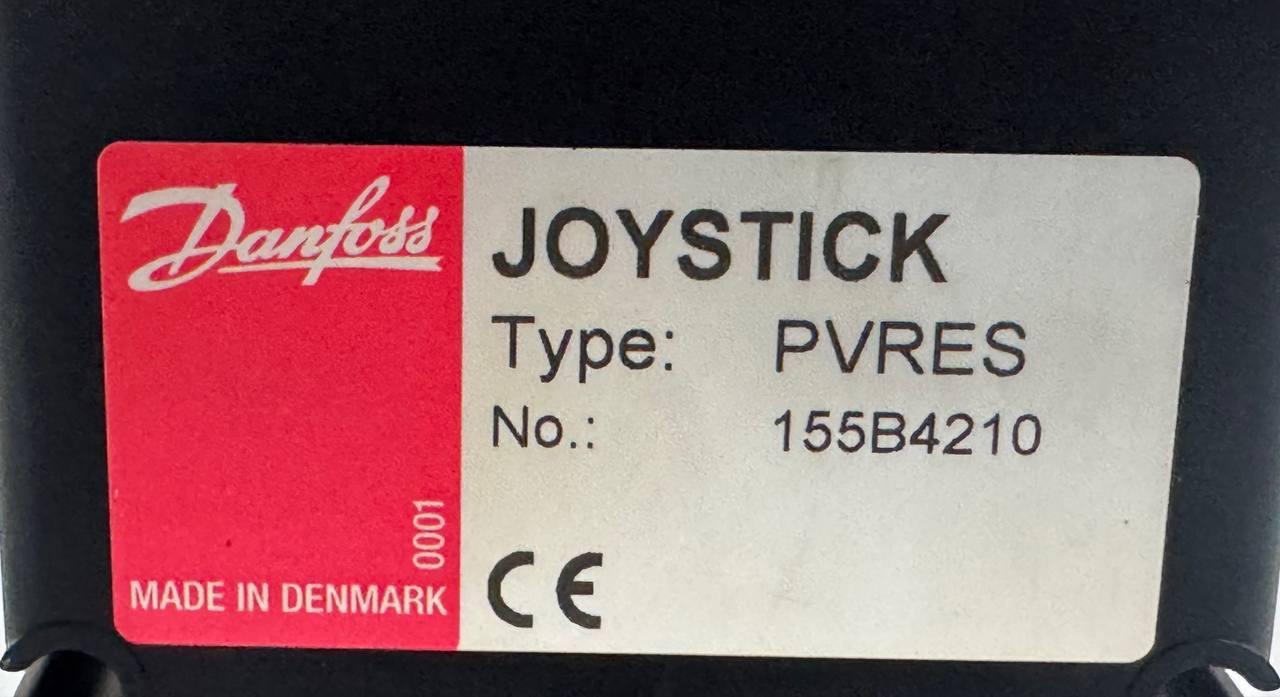 Danfoss
JOYSTICK
Type: PVRES
No.: 155B4210
0001
MADE IN DENMARK
CE